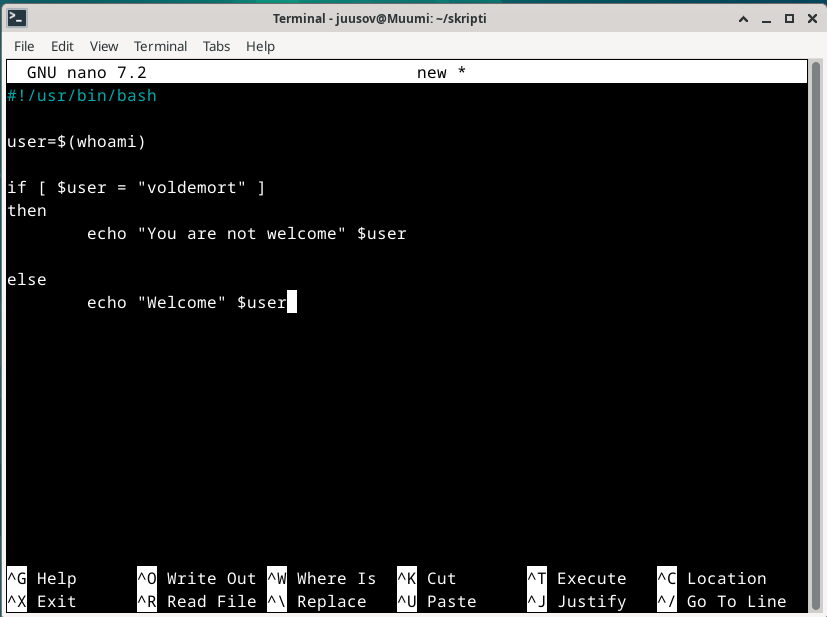 Terminal - juusov@Muumi: ~/skripti
File Edit View Terminal Tabs Help
GNU nano 7.2 new *
#!/usr/bin/bash
user=$(whoami)
if [ $user = "voldemort" ]
then
echo "You are not welcome" $user
else
echo "Welcome" $user
^G Help ^O Write Out ^W Where Is ^K Cut ^T Execute ^C Location
^X Exit ^R Read File ^\ Replace ^U Paste ^J Justify ^/ Go To Line